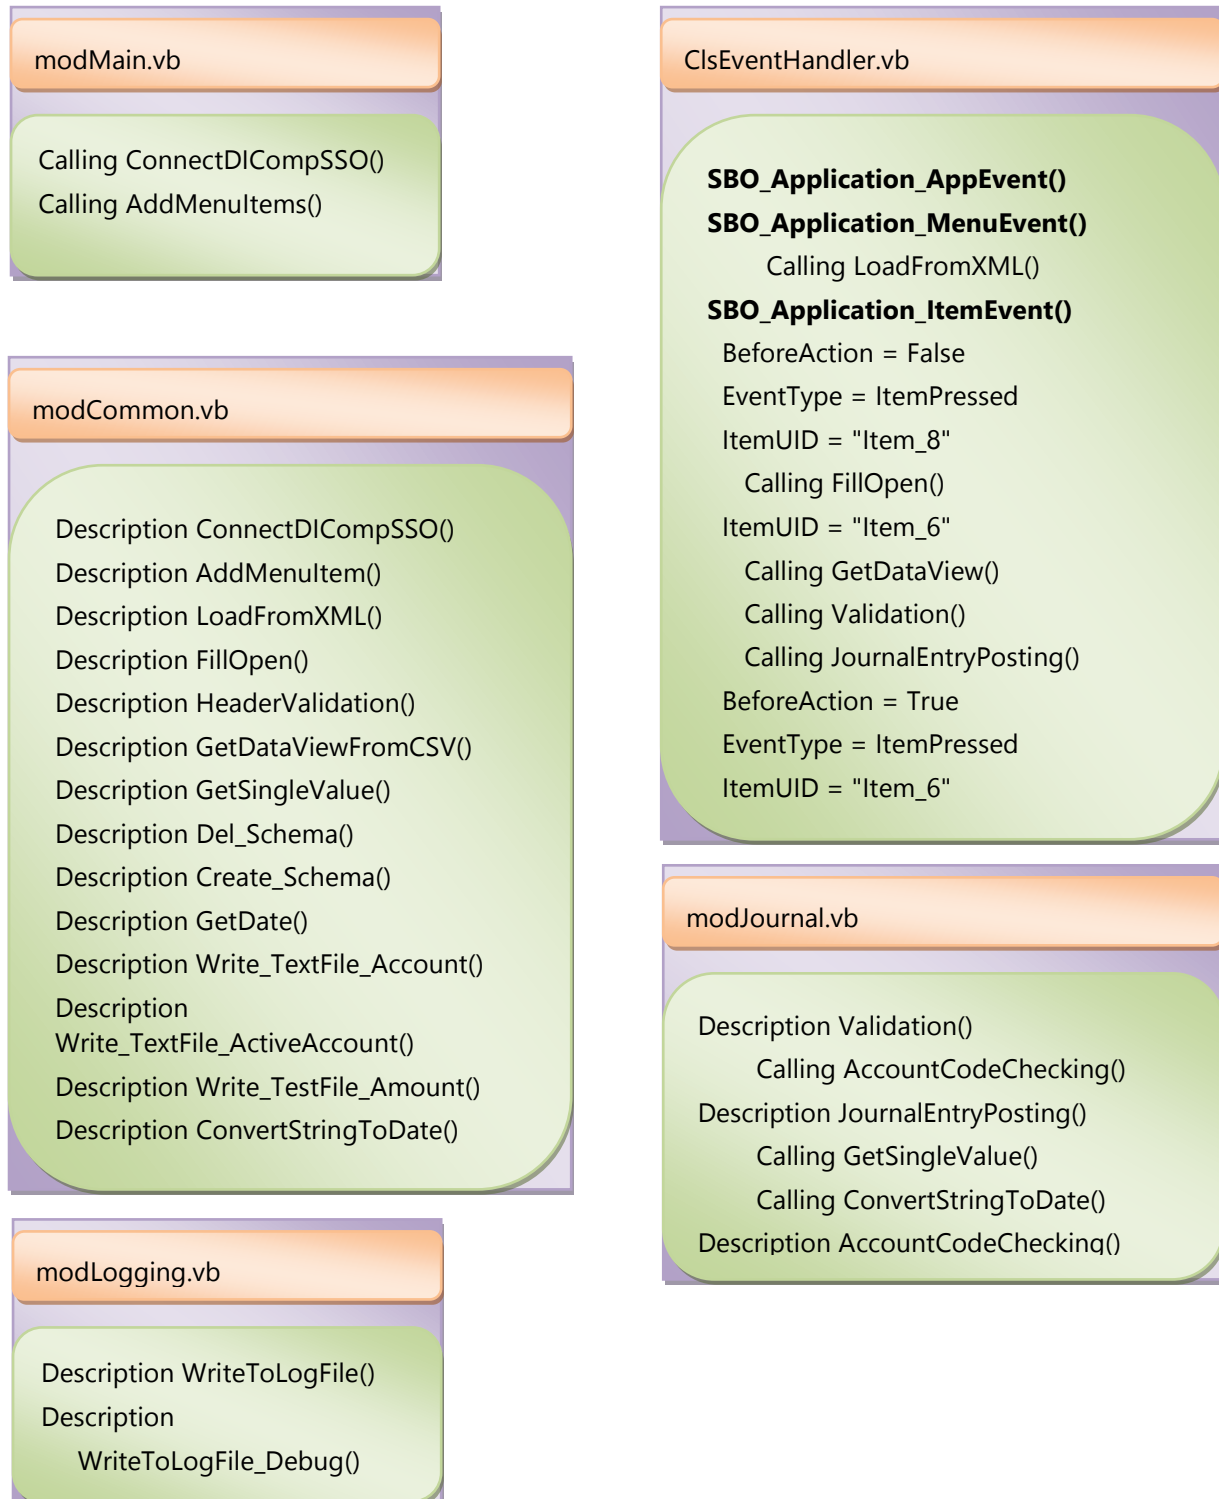 modMain.vb
Calling ConnectDICompSSO()
Calling AddMenuItems()
modCommon.vb
Description ConnectDICompSSO()
Description AddMenuItem()
Description LoadFromXML()
Description FillOpen()
Description HeaderValidation()
Description GetDataViewFromCSV()
Description GetSingleValue()
Description Del_Schema()
Description Create_Schema()
Description GetDate()
Description Write_TextFile_Account()
Description
Write_TextFile_ActiveAccount()
Description Write_TestFile_Amount()
Description ConvertStringToDate()
modLogging.vb
Description WriteToLogFile()
Description
WriteToLogFile_Debug()
ClsEventHandler.vb
SBO_Application_AppEvent()
SBO_Application_MenuEvent()
Calling LoadFromXML()
SBO_Application_ItemEvent()
BeforeAction = False
EventType = ItemPressed
ItemUID = "Item_8"
Calling FillOpen()
ItemUID = "Item_6"
Calling GetDataView()
Calling Validation()
Calling JournalEntryPosting()
BeforeAction = True
EventType = ItemPressed
ItemUID = "Item_6"
modJournal.vb
Description Validation()
Calling AccountCodeChecking()
Description JournalEntryPosting()
Calling GetSingleValue()
Calling ConvertStringToDate()
Description AccountCodeChecking()